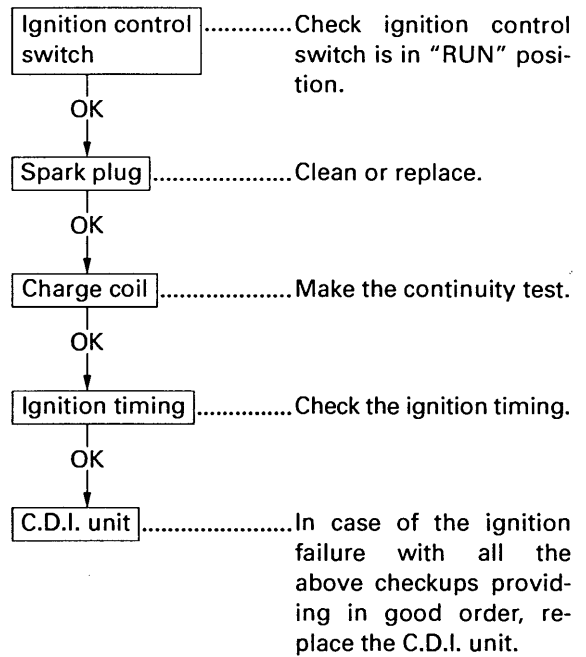 Ignition control ............. Check ignition control
switch switch is in “RUN” posi-
tion.
OK
Spark plug ..................... Clean or replace.
OK
Charge coil .................... Make the continuity test.
OK
Ignition timing ............... Check the ignition timing.
OK
C.D.I. unit ....................... In case of the ignition
failure with all the
above checkups provid-
ing in good order, re-
place the C.D.I. unit.